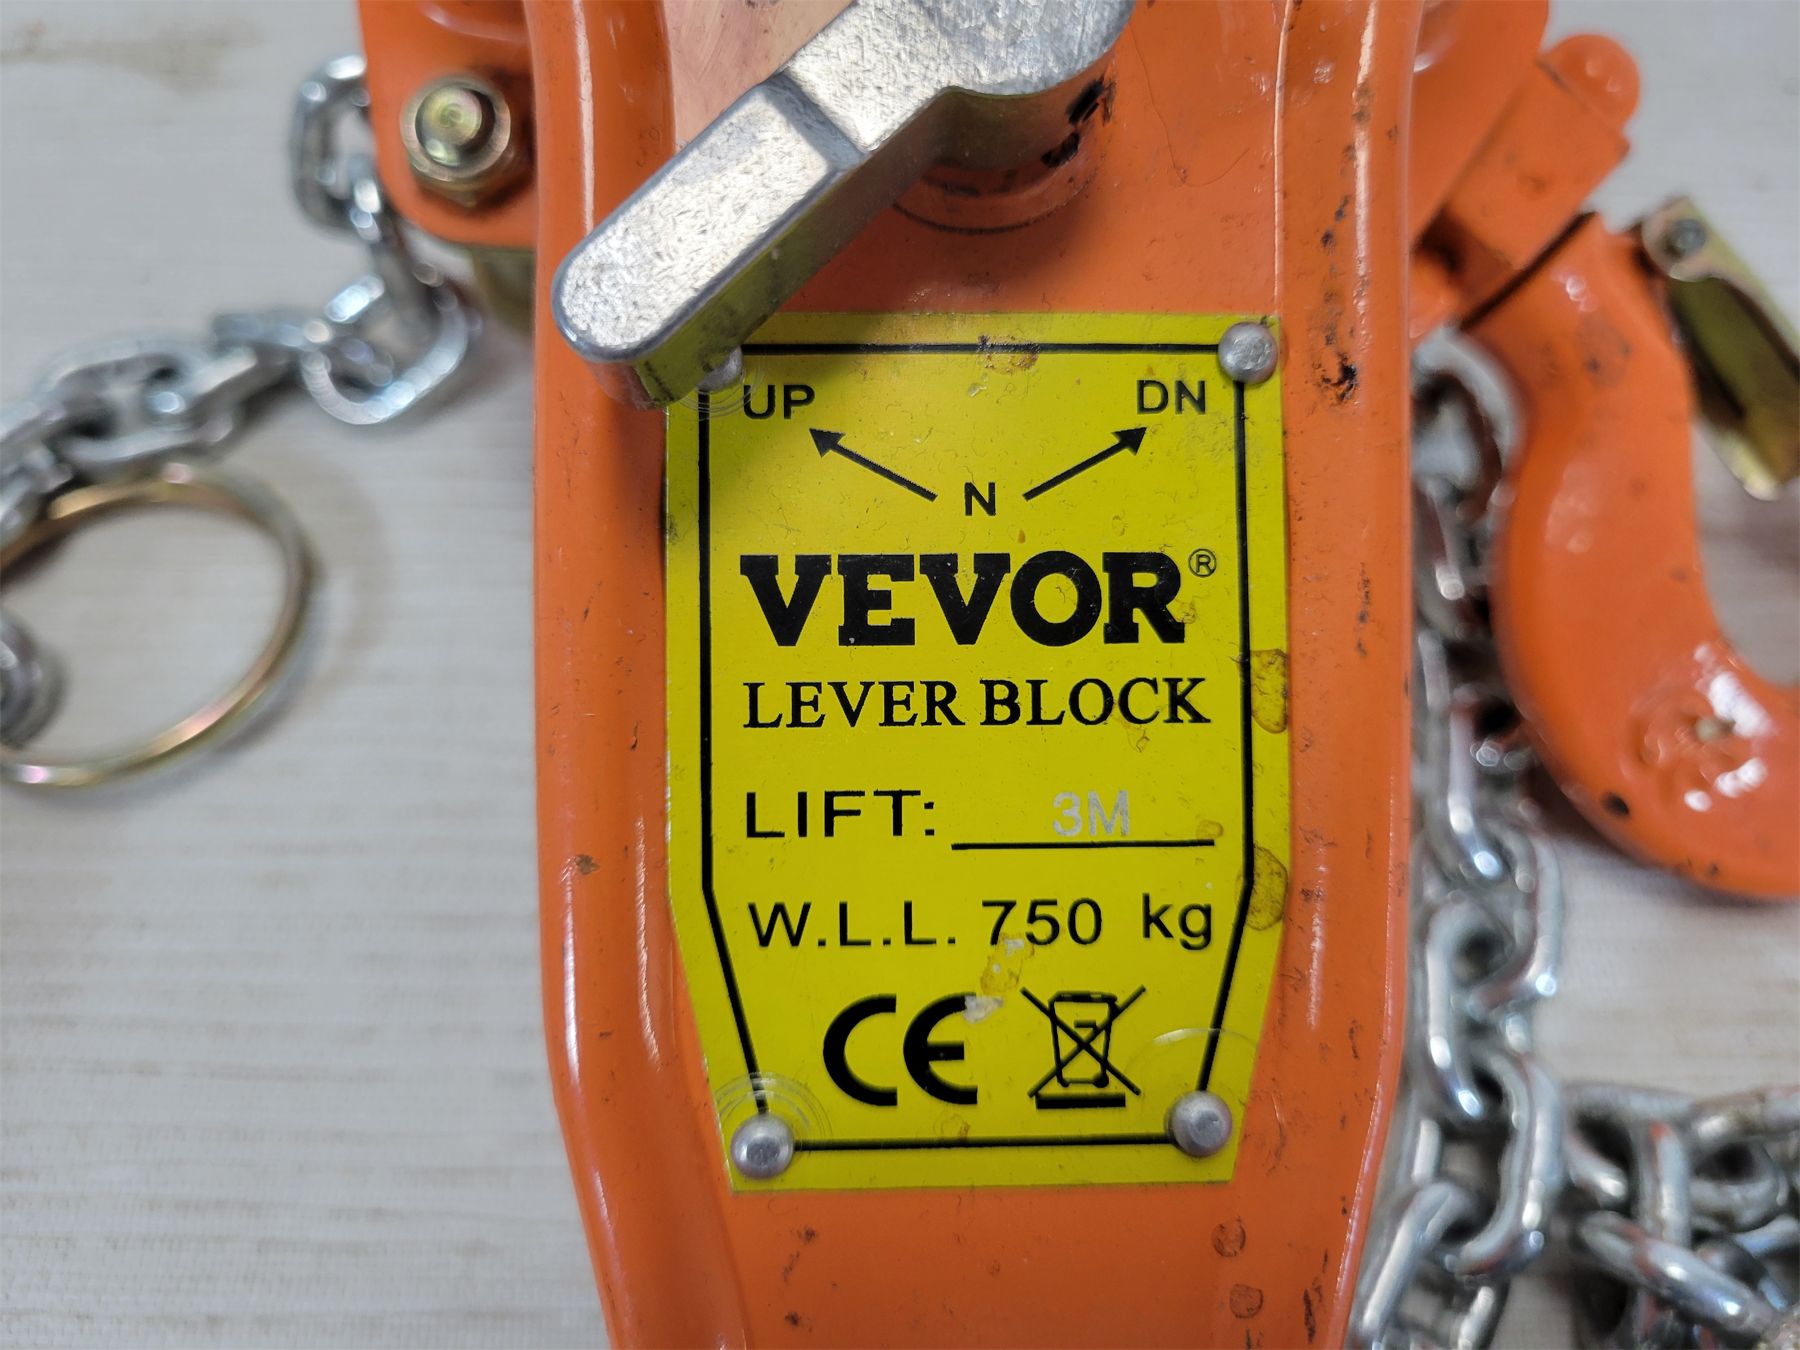 UP DN
N
VEVOR®
LEVER BLOCK
LIFT: 3M
W.L.L. 750 kg
CE